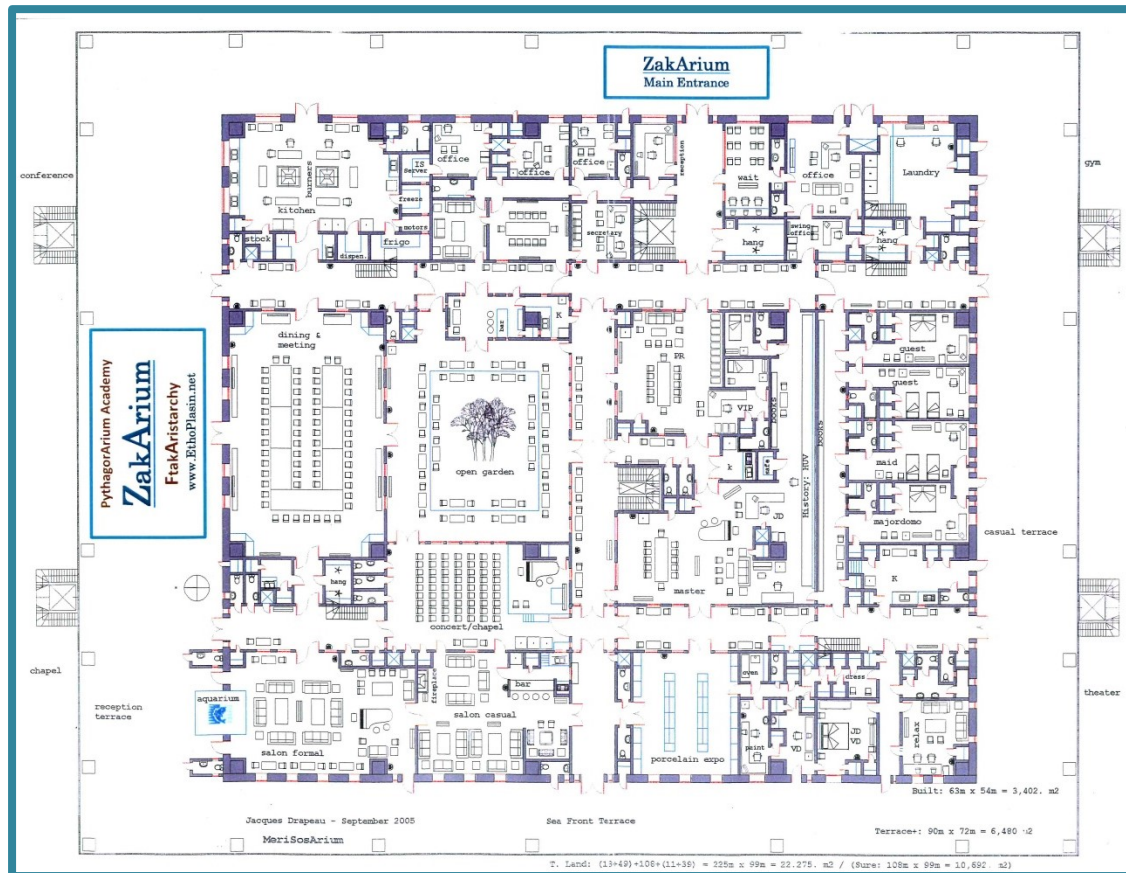 ZakArium
Main Entrance
conference
gym
kitchen
burners
IS
Server
freeze
motors
frigo
stock
dispen.
office
office
office
secretary
reception
wait
hang
office
swing
office
hang
Laundry
dining &
meeting
bar
K
open garden
PR
VIP
books
books
k
safe
JD
History: HUV
master
guest
guest
maid
majordomo
K
casual terrace
PythagorArium Academy
ZakArium
FtakAristarchy
www.EthoPlasin.net
hang
concert/chapel
chapel
reception
terrace
aquarium
salon formal
fireplace
salon casual
bar
porcelain expo
oven
paint
VD
dress
JD
VD
relax
theater
Built: 63m x 54m = 3,402. m2
Jacques Drapeau - September 2005
Sea Front Terrace
Terrace+: 90m x 72m = 6,480 m2
MeriSosArium
T. Land: (13+49)+108+(11+39) = 225m x 99m = 22.275. m2 / (Sure: 108m x 99m = 10,692. m2)